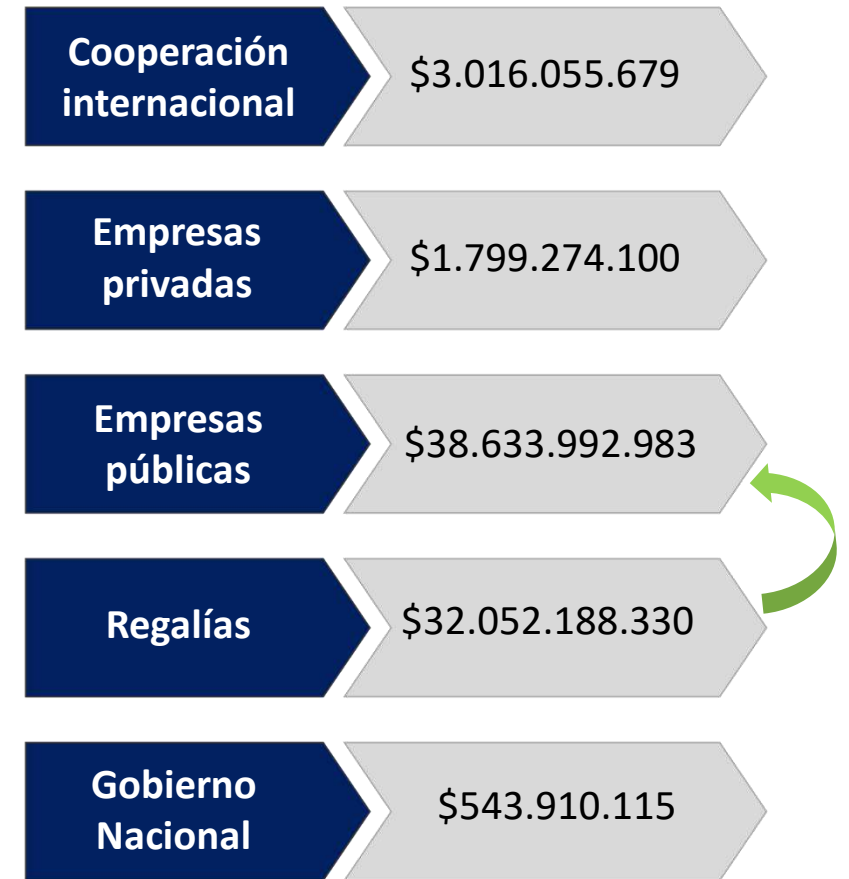 Cooperación
internacional
$3.016.055.679
Empresas
privadas
$1.799.274.100
Empresas
públicas
$38.633.992.983
Regalías
$32.052.188.330
Gobierno
Nacional
$543.910.115